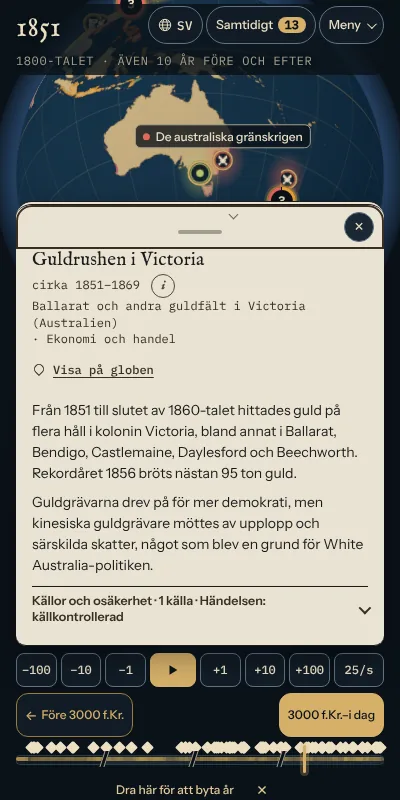 3
1851
SV
Samtidigt 13
Meny
1800-TALET · ÄVEN 10 ÅR FÖRE OCH EFTER
De australiska gränskrigen
3
×
Guldrushen i Victoria
cirka 1851–1869 i
Ballarat och andra guldfält i Victoria
(Australien)
· Ekonomi och handel
Visa på globen
Från 1851 till slutet av 1860-talet hittades guld på
flera håll i kolonin Victoria, bland annat i Ballarat,
Bendigo, Castlemaine, Daylesford och Beechworth.
Rekordåret 1856 bröts nästan 95 ton guld.
Guldgrävarna drev på för mer demokrati, men
kinesiska guldgrävare möttes av upplopp och
särskilda skatter, något som blev en grund för White
Australia-politiken.
Källor och osäkerhet · 1 källa · Händelsen:
källkontrollerad
−100 −10 −1 +1 +10 +100 25/s
← Före 3000 f.Kr. 3000 f.Kr.–i dag
Dra här för att byta år ×